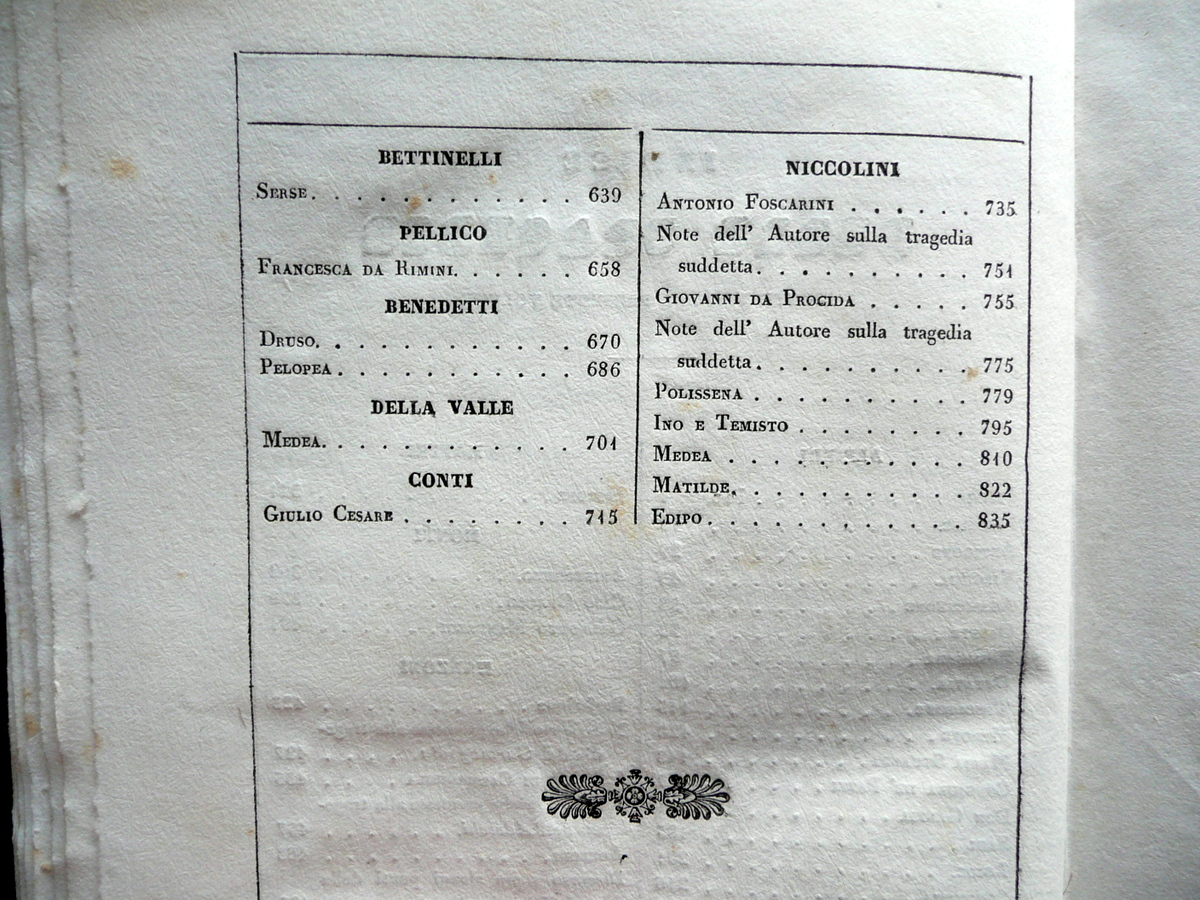 BETTINELLI
SERSE. . . . . . . . . . . . 639
PELLICO
FRANCESCA DA RIMINI. . . . . . 658
BENEDETTI
DRUSO. . . . . . . . . . . . 670
PELOPEA . . . . . . . . . . . 686
DELLA VALLE
MEDEA. . . . . . . . . . . 701
CONTI
GIULIO CESARE . . . . . . . . 715
NICCOLINI
ANTONIO FOSCARINI . . . . . . 735
Note dell' Autore sulla tragedia
suddetta. . . . . . . . . . 751
GIOVANNI DA PROCIDA . . . . . 755
Note dell' Autore sulla tragedia
suddetta. . . . . . . . . . 775
POLISSENA . . . . . . . . . . 779
INO E TEMISTO . . . . . . . . 795
MEDEA . . . . . . . . . . . 810
MATILDE. . . . . . . . . . . 822
EDIPO. . . . . . . . . . . . 835